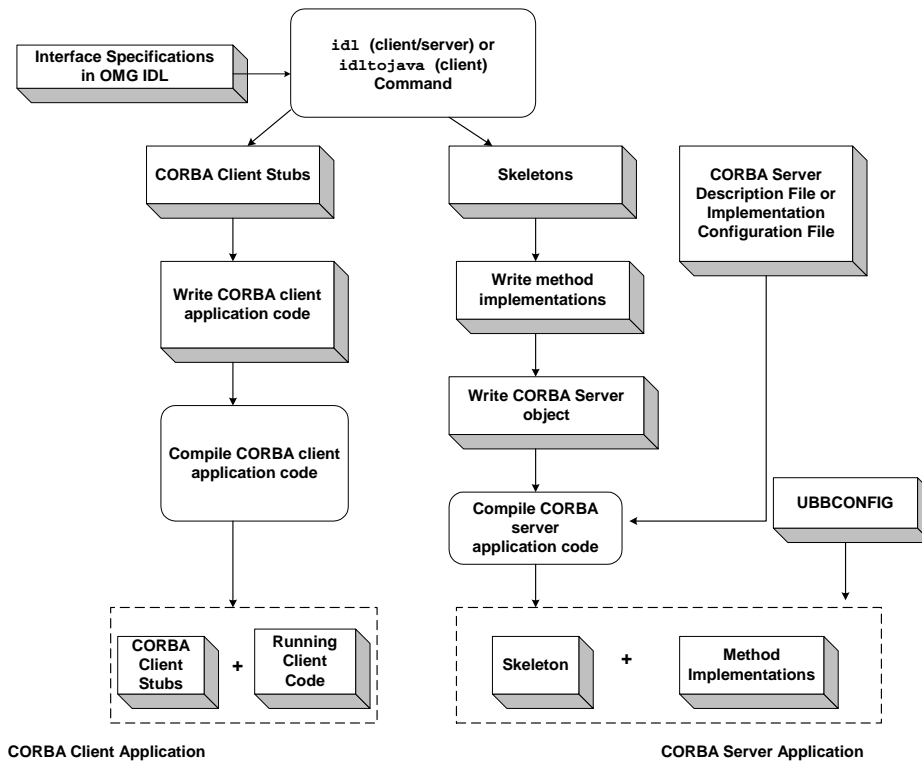 idl (client/server) or
idltojava (client)
Command
Interface Specifications
in OMG IDL
CORBA Client Stubs
Skeletons
CORBA Server
Description File or
Implementation
Configuration File
Write CORBA client
application code
Write method
implementations
Write CORBA Server
object
Compile CORBA client
application code
Compile CORBA
server
application code
UBBCONFIG
CORBA
Client
Stubs
+
Running
Client
Code
Skeleton
+
Method
Implementations
CORBA Client Application
CORBA Server Application